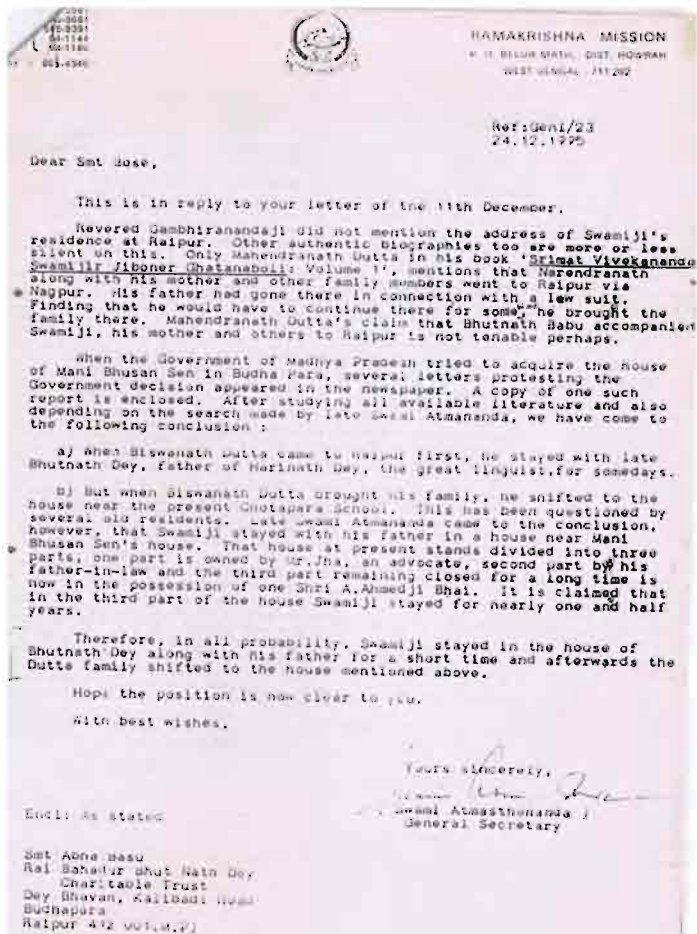 RAMAKRISHNA MISSION
P. O. BELUR MATH, DIST. HOWRAH
WEST BENGAL : 711 202
Ref:Genl/23
24.12.1995
Dear Smt Bose,
This is in reply to your letter of the 11th December.
Revered Gambhiranandaji did not mention the address of Swamiji's
residence at Raipur. Other authentic biographies too are more or less
silent on this. Only Mahendranath Dutta in his book 'Srimat Vivekananda
Swamijir Jiboner Ghatanaboli: Volume 1', mentions that Narendranath
along with his mother and other family members went to Raipur via
Nagpur. His father had gone there in connection with a law suit.
Finding that he would have to continue there for some, he brought the
family there. Mahendranath Dutta's claim that Bhutnath Babu accompanied
Swamiji, his mother and others to Raipur is not tenable perhaps.
When the Government of Madhya Pradesh tried to acquire the house
of Mani Bhusan Sen in Budha Para, several letters protesting the
Government decision appeared in the newspaper. A copy of one such
report is enclosed. After studying all available literature and also
depending on the search made by late Swami Atmananda, we have come to
the following conclusion :
a) When Biswanath Dutta came to Raipur first, he stayed with late
Bhutnath Dey, father of Harinath Dey, the great linguist,for somedays.
b) But when Biswanath Dutta brought his family, he shifted to the
house near the present Chotapara School. This has been questioned by
several old residents. Late Swami Atmananda came to the conclusion,
however, that Swamiji stayed with his father in a house near Mani
Bhusan Sen's house. That house at present stands divided into three
parts, one part is owned by Mr.Jha, an advocate, second part by his
father-in-law and the third part remaining closed for a long time is
now in the possession of one Shri A.Ahmedji Bhai. It is claimed that
in the third part of the house Swamiji stayed for nearly one and half
years.
Therefore, in all probability, Swamiji stayed in the house of
Bhutnath Dey along with his father for a short time and afterwards the
Dutta family shifted to the house mentioned above.
Hope the position is now clear to you.
With best wishes.
Yours sincerely,
Swami Atmasthananda )
General Secretary
Encl: As stated
Smt Abha Basu
Rai Bahadur Bhut Nath Dey
Charitable Trust
Dey Bhavan, Kalibadi Road
Budhapara
Raipur